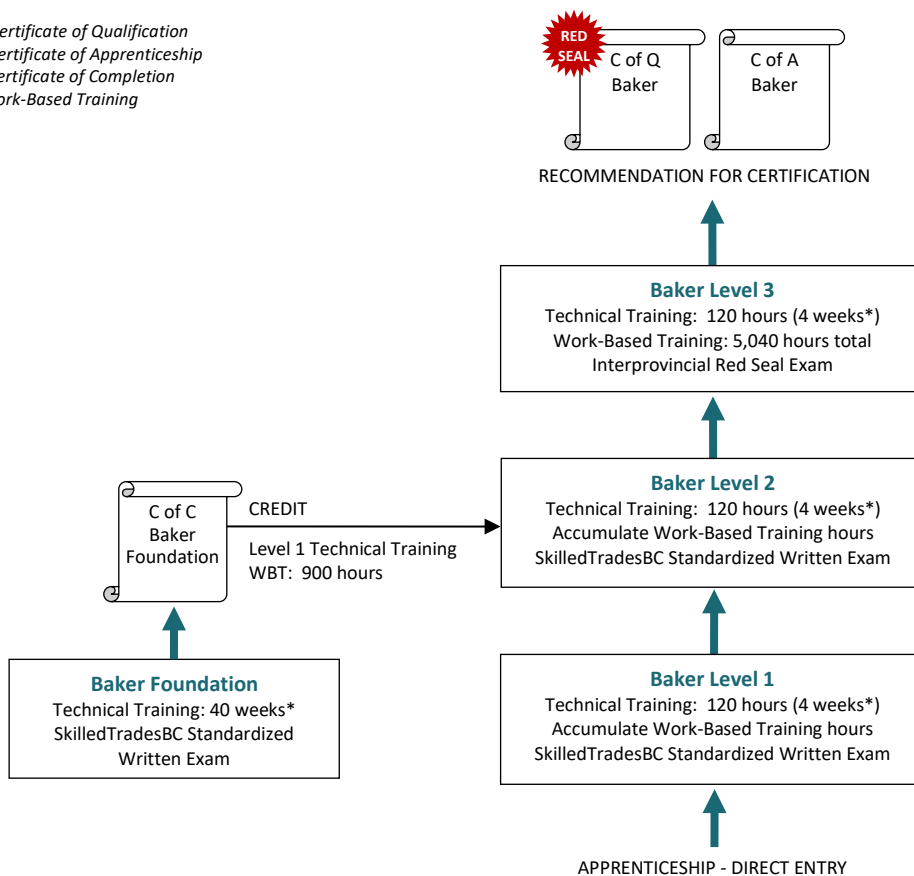 ertificate of Qualification
ertificate of Apprenticeship
ertificate of Completion
ork-Based Training
RED
SEAL
C of Q
Baker
C of A
Baker
RECOMMENDATION FOR CERTIFICATION
Baker Level 3
Technical Training: 120 hours (4 weeks*)
Work-Based Training: 5,040 hours total
Interprovincial Red Seal Exam
Baker Level 2
Technical Training: 120 hours (4 weeks*)
Accumulate Work-Based Training hours
SkilledTradesBC Standardized Written Exam
C of C
Baker
Foundation
CREDIT
Level 1 Technical Training
WBT: 900 hours
Baker Foundation
Technical Training: 40 weeks*
SkilledTradesBC Standardized
Written Exam
Baker Level 1
Technical Training: 120 hours (4 weeks*)
Accumulate Work-Based Training hours
SkilledTradesBC Standardized Written Exam
APPRENTICESHIP - DIRECT ENTRY